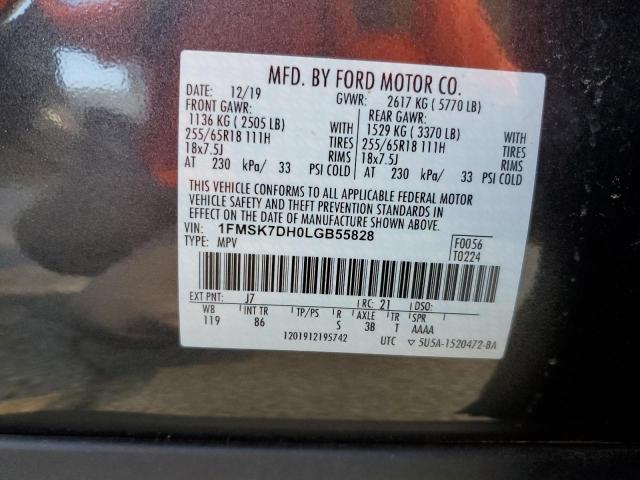 MFD. BY FORD MOTOR CO.
DATE: 12/19 GVWR: 2617 KG ( 5770 LB)
FRONT GAWR: REAR GAWR:
1136 KG ( 2505 LB) WITH 1529 KG ( 3370 LB) WITH
255/65R18 111H TIRES 255/65R18 111H TIRES
18x7.5J RIMS 18x7.5J RIMS
AT 230 kPa/ 33 PSI COLD AT 230 kPa/ 33 PSI COLD
THIS VEHICLE CONFORMS TO ALL APPLICABLE FEDERAL MOTOR
VEHICLE SAFETY AND THEFT PREVENTION STANDARDS IN
EFFECT ON THE DATE OF MANUFACTURE SHOWN ABOVE.
VIN: 1FMSK7DH0LGB55828
TYPE: MPV F0056
T0224
EXT PNT: J7 RC: 21 DSO:
WB INT TR TP/PS R AXLE TR SPR
119 86 S 3B T AAAA
1201912195742 UTC ▽ 5U5A-1520472-BA